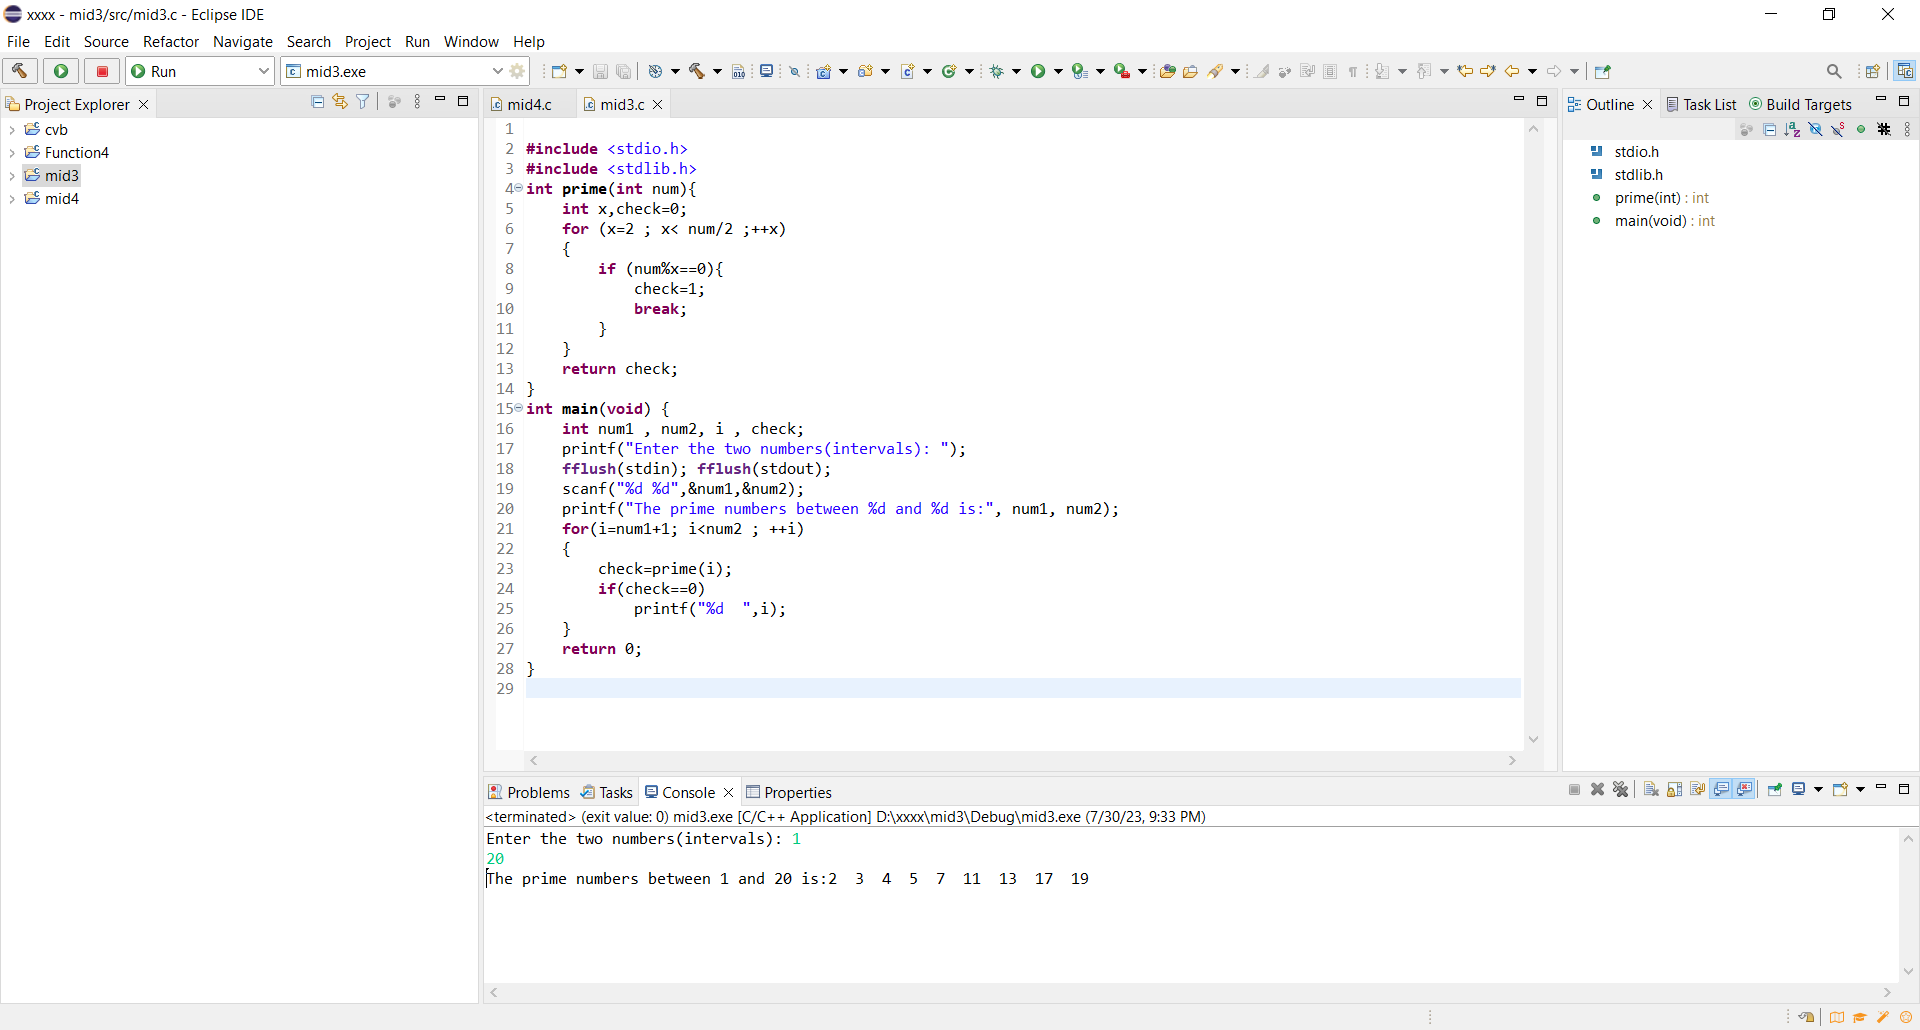 xxxx - mid3/src/mid3.c - Eclipse IDE
File Edit Source Refactor Navigate Search Project Run Window Help
Run
mid3.exe
Project Explorer
cvb
Function4
mid3
mid4
mid4.c mid3.c
1
2 #include <stdio.h>
3 #include <stdlib.h>
4 int prime(int num){
5     int x,check=0;
6     for (x=2 ; x< num/2 ;++x)
7     {
8         if (num%x==0){
9             check=1;
10             break;
11         }
12     }
13     return check;
14 }
15 int main(void) {
16     int num1 , num2, i , check;
17     printf("Enter the two numbers(intervals): ");
18     fflush(stdin); fflush(stdout);
19     scanf("%d %d",&num1,&num2);
20     printf("The prime numbers between %d and %d is:", num1, num2);
21     for(i=num1+1; i<num2 ; ++i)
22     {
23         check=prime(i);
24         if(check==0)
25             printf("%d  ",i);
26     }
27     return 0;
28 }
29
Outline Task List Build Targets
stdio.h
stdlib.h
prime(int) : int
main(void) : int
Problems Tasks Console Properties
<terminated> (exit value: 0) mid3.exe [C/C++ Application] D:\xxxx\mid3\Debug\mid3.exe (7/30/23, 9:33 PM)
Enter the two numbers(intervals): 1
20
The prime numbers between 1 and 20 is:2  3  4  5  7  11  13  17  19